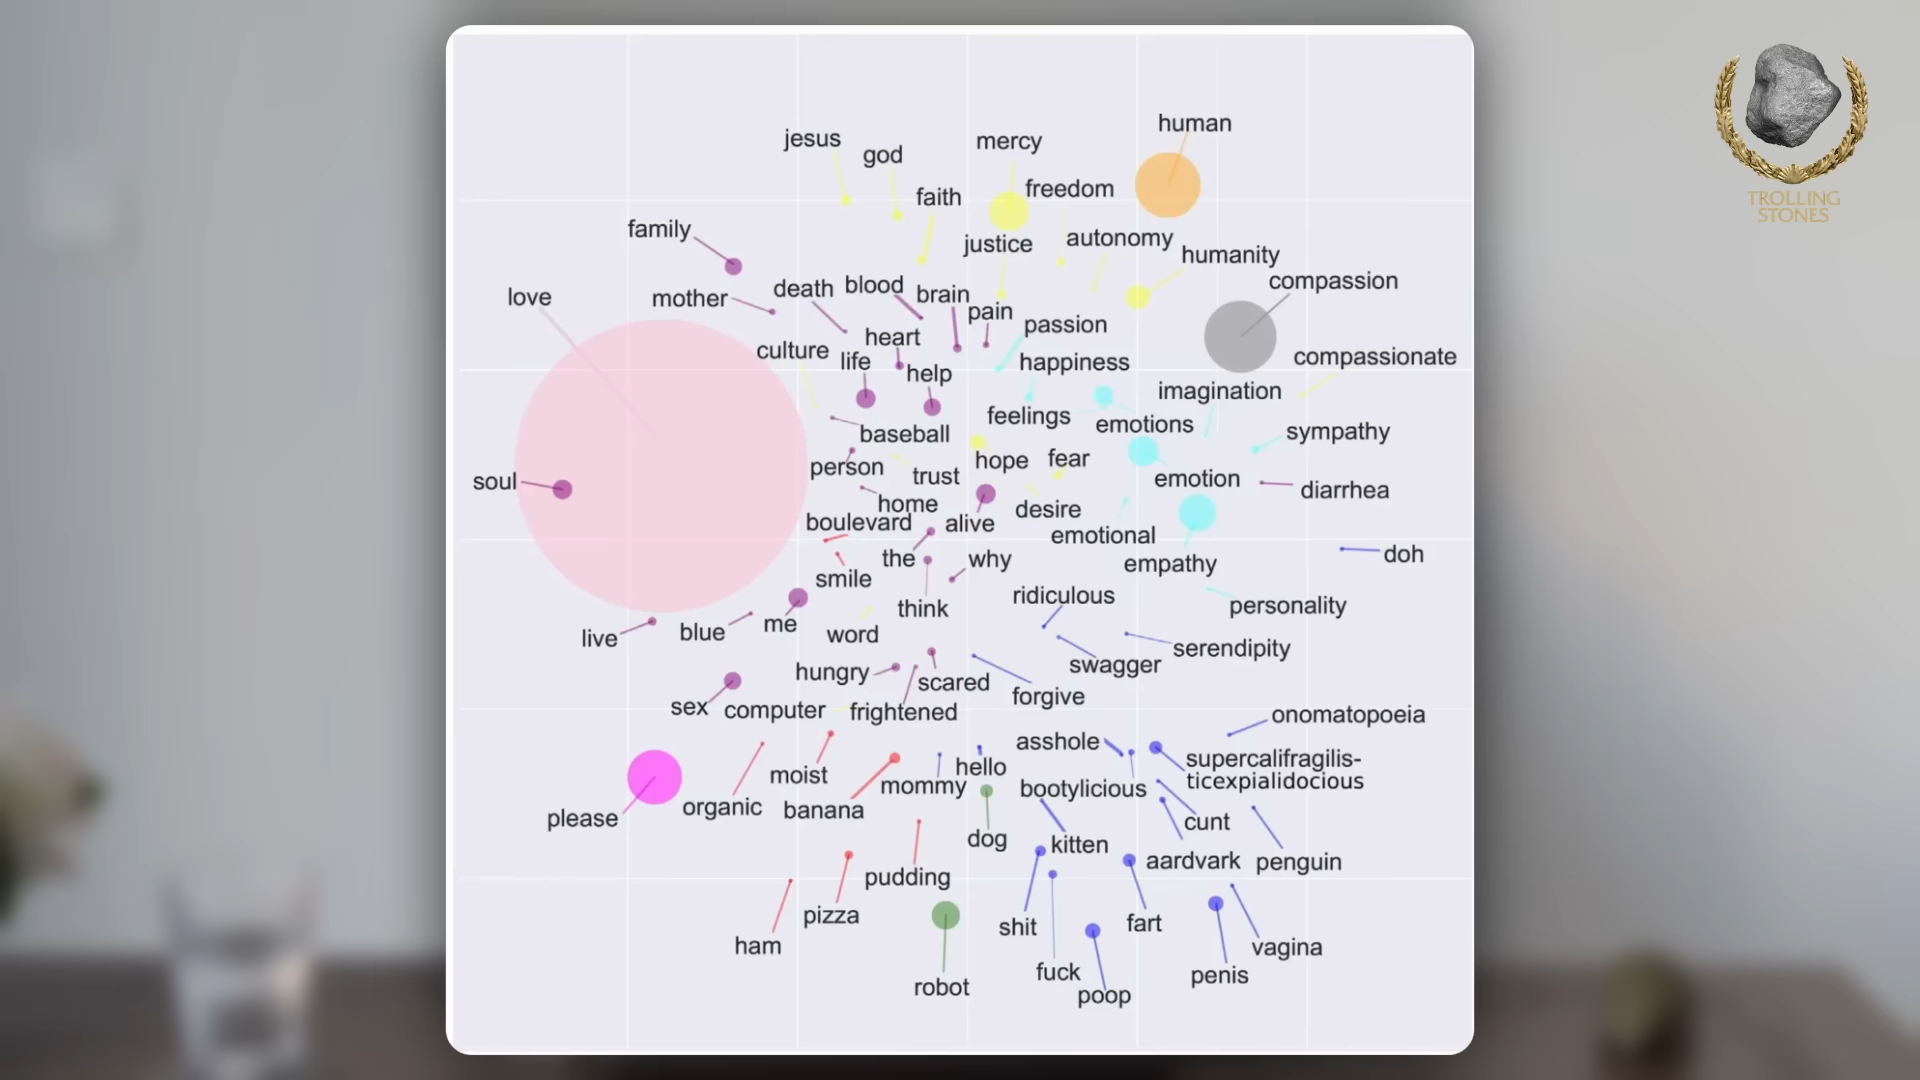 human
jesus
mercy
god
freedom
faith
family
autonomy
justice
humanity
compassion
love
mother
death
blood
brain
pain
passion
heart
culture
life
help
happiness
compassionate
imagination
feelings
emotions
baseball
sympathy
person
hope
fear
trust
emotion
soul
diarrhea
home
desire
boulevard
alive
emotional
the
why
empathy
doh
smile
think
ridiculous
personality
live
blue
me
word
serendipity
swagger
hungry
scared
forgive
sex
computer
frightened
onomatopoeia
asshole
supercalifragilis-
ticexpialidocious
moist
hello
mommy
bootylicious
please
organic
banana
cunt
dog
kitten
aardvark
penguin
pudding
pizza
shit
fart
ham
vagina
fuck
penis
robot
poop
TROLLING
STONES